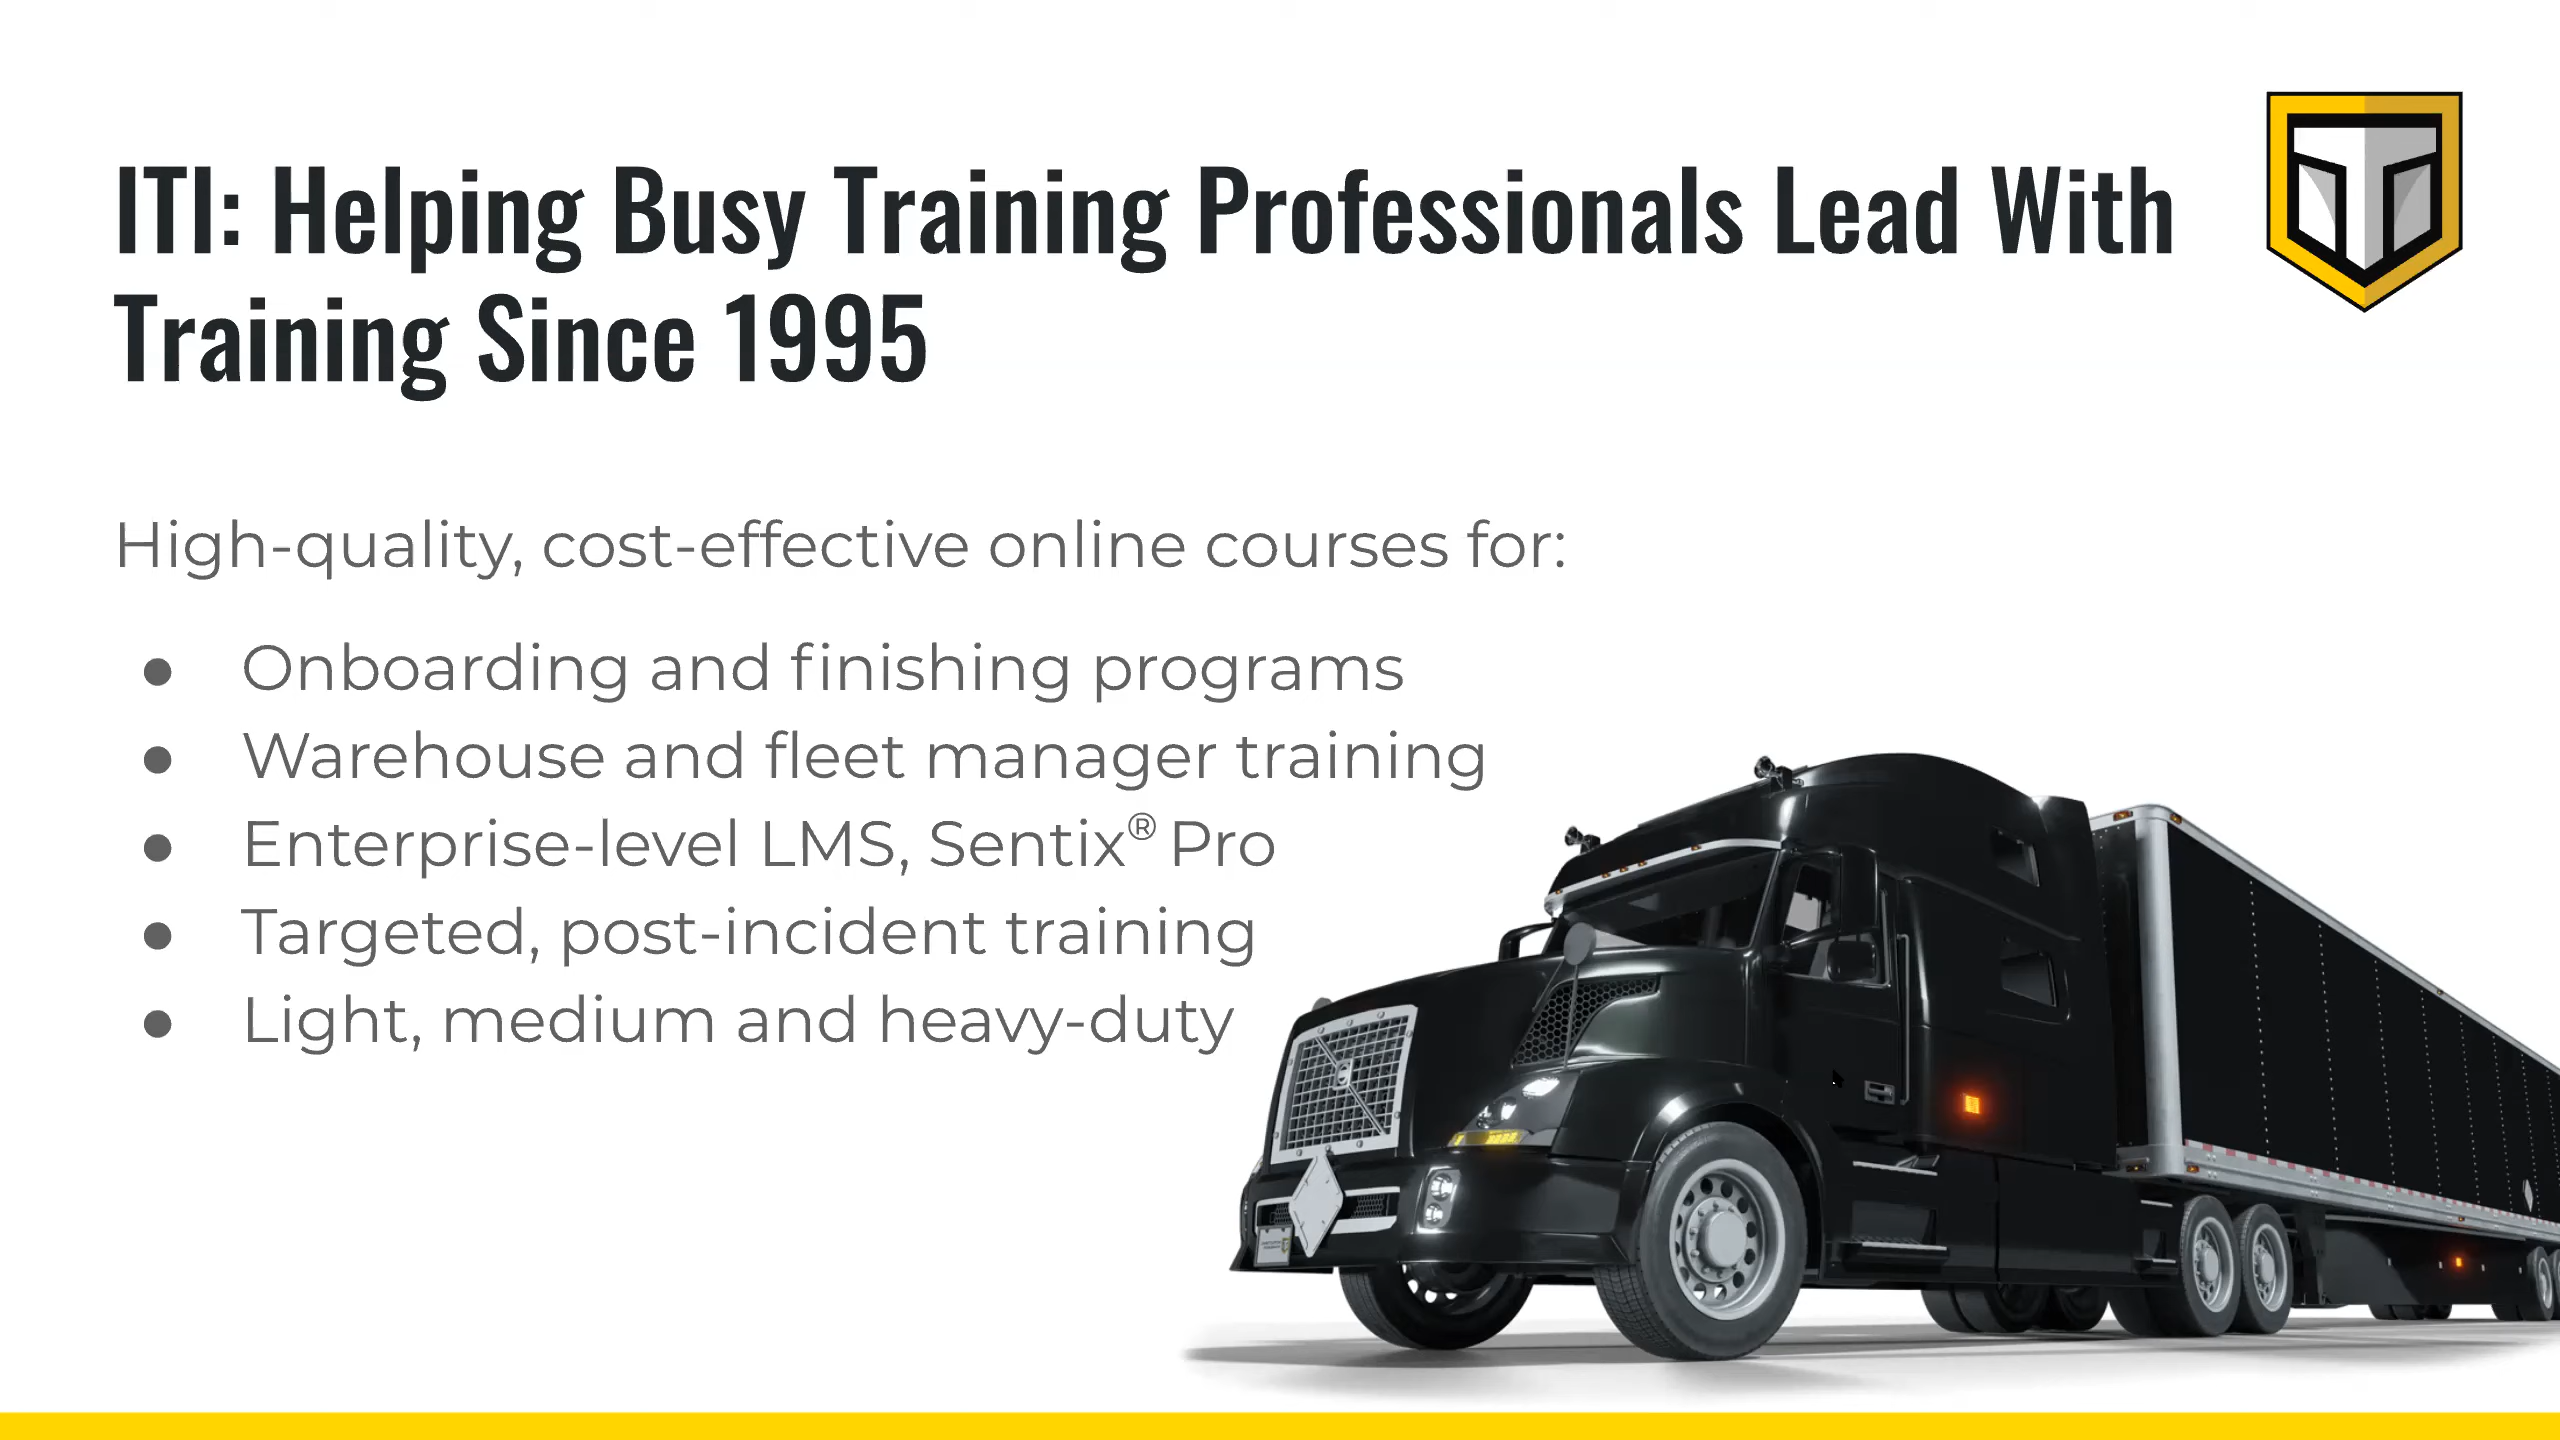 ITI: Helping Busy Training Professionals Lead With
Training Since 1995
High-quality, cost-effective online courses for:
● Onboarding and finishing programs
● Warehouse and fleet manager training
● Enterprise-level LMS, Sentix® Pro
● Targeted, post-incident training
● Light, medium and heavy-duty